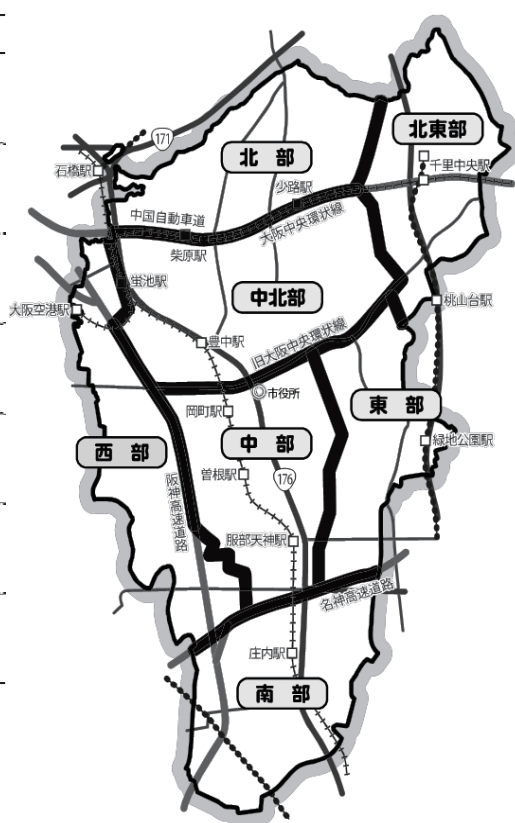 171
北東部
北 部
石橋駅
千里中央駅
少路駅
中国自動車道
大阪中央環状線
柴原駅
蛍池駅
中北部
大阪空港駅
桃山台駅
旧大阪中央環状線
豊中駅
市役所
東 部
岡町駅
西 部
中 部
緑地公園駅
曽根駅
176
阪神高速道路
服部天神駅
名神高速道路
庄内駅
南 部